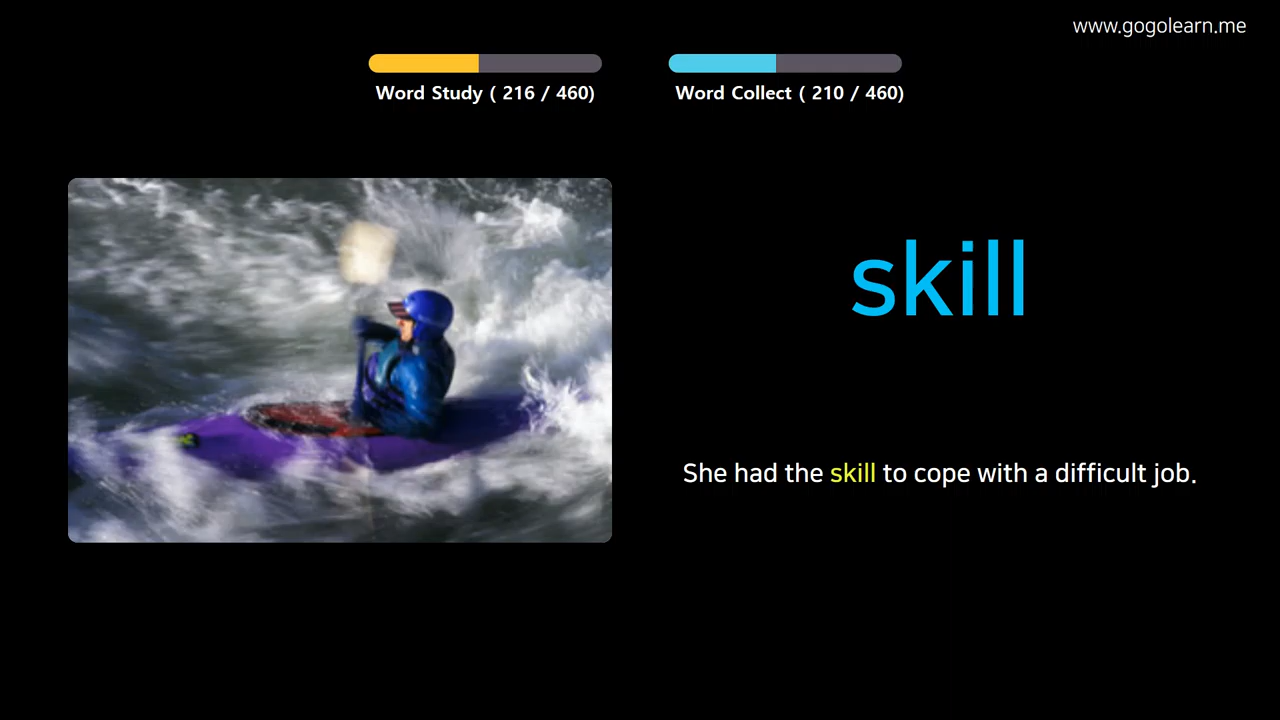 www.gogolearn.me
Word Study ( 216 / 460)
Word Collect ( 210 / 460)
skill
She had the skill to cope with a difficult job.